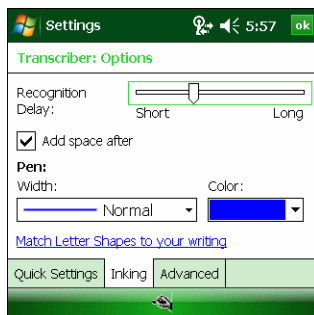 Settings 5:57 ok
Transcriber: Options
Recognition
Delay:
Short Long
Add space after
Pen:
Width: Color:
Normal
Match Letter Shapes to your writing
Quick Settings Inking Advanced